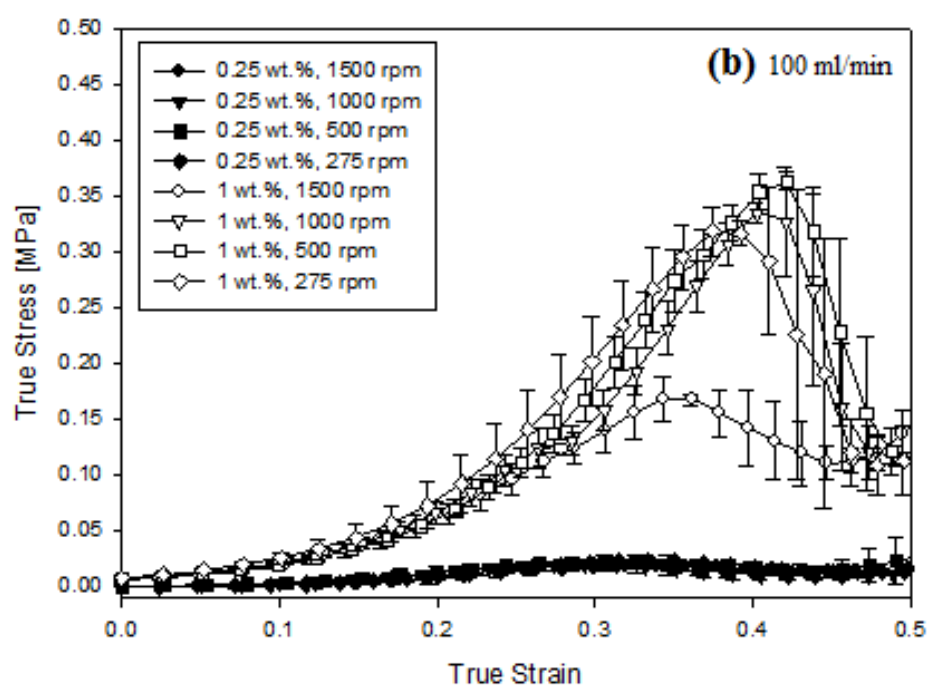 0.50
0.45
0.40
0.35
0.30
0.25
0.20
0.15
0.10
0.05
0.00
True Stress [MPa]
0.25 wt.%, 1500 rpm
0.25 wt.%, 1000 rpm
0.25 wt.%, 500 rpm
0.25 wt.%, 275 rpm
1 wt.%, 1500 rpm
1 wt.%, 1000 rpm
1 wt.%, 500 rpm
1 wt.%, 275 rpm
(b) 100 ml/min
0.0 0.1 0.2 0.3 0.4 0.5
True Strain